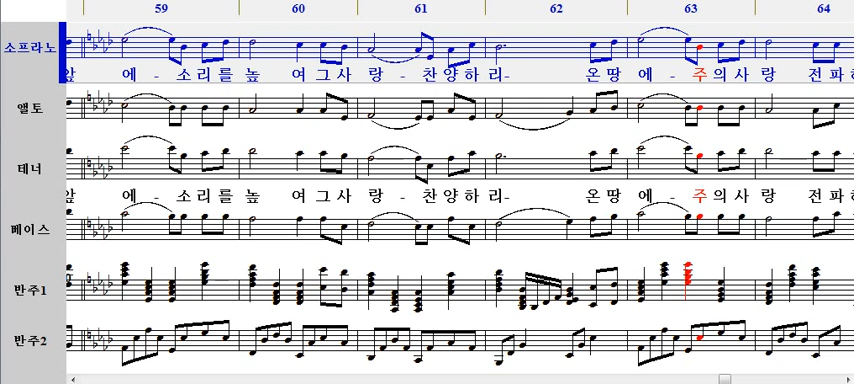 59 60 61 62 63 64
소프라노
앞 에 - 소 리 를 높 여 그 사 랑 - 찬 양 하 리 - 온 땅 에 - 주 의 사 랑 전 파 하
앨토
테너
앞 에 - 소 리 를 높 여 그 사 랑 - 찬 양 하 리 - 온 땅 에 - 주 의 사 랑 전 파 하
베이스
반주1
반주2